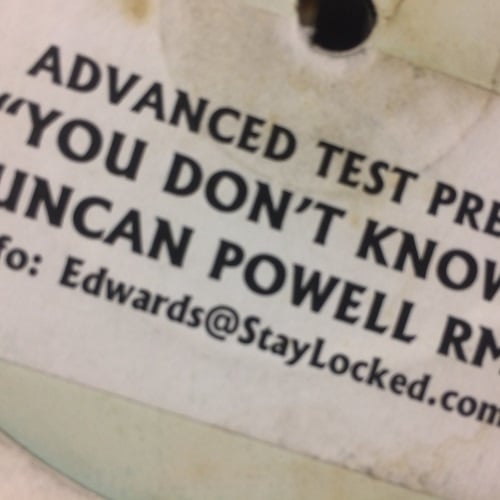 ADVANCED TEST PRE
"YOU DON'T KNOW
UNCAN POWELL RM
fo: Edwards@StayLocked.com